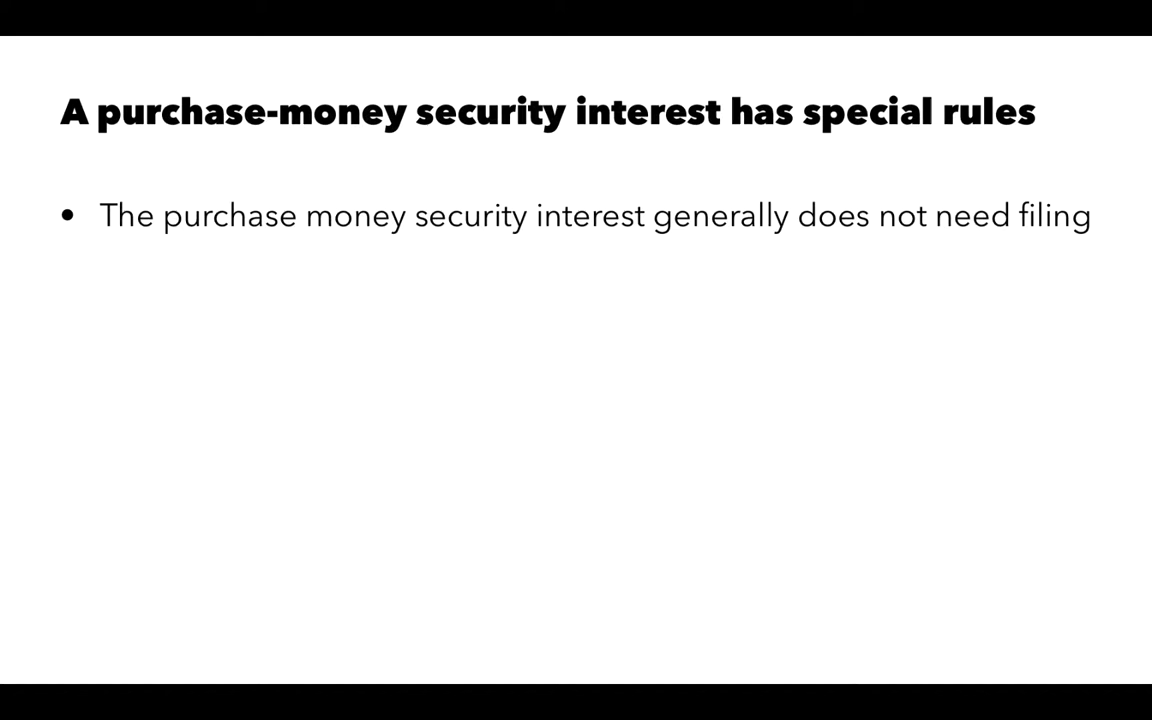 A purchase-money security interest has special rules
• The purchase money security interest generally does not need filing